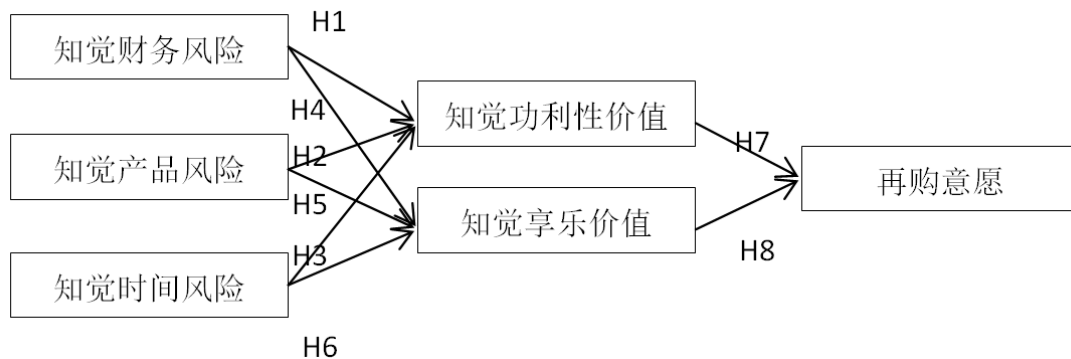 H1
知觉财务风险
H4
知觉功利性价值
H7
H2
知觉产品风险
再购意愿
H5
知觉享乐价值
H3
H8
知觉时间风险
H6